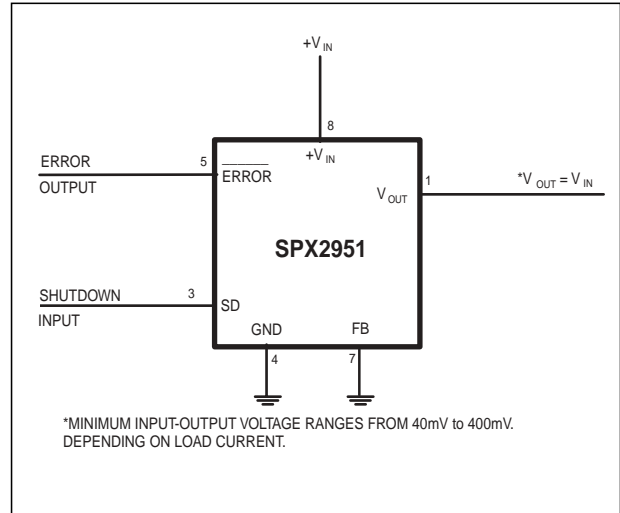 +V IN
8
+V IN
ERROR
5
ERROR
OUTPUT
1
*V OUT = V IN
V OUT
SPX2951
SHUTDOWN
3
SD
INPUT
GND
FB
4
7
*MINIMUM INPUT-OUTPUT VOLTAGE RANGES FROM 40mV to 400mV.
DEPENDING ON LOAD CURRENT.